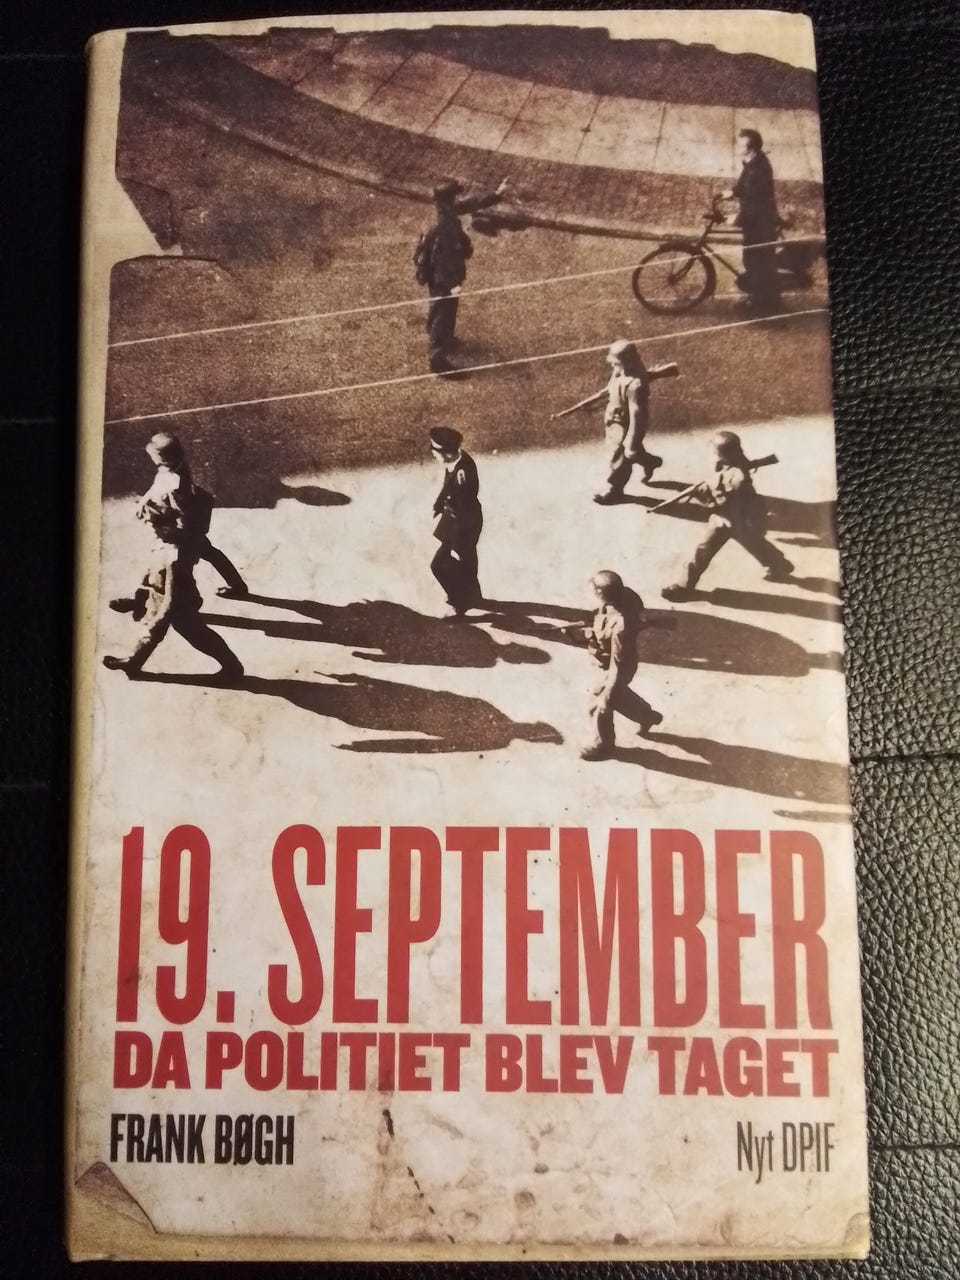 19. SEPTEMBER
DA POLITIET BLEV TAGET
FRANK BØGH
Nyt DPIF